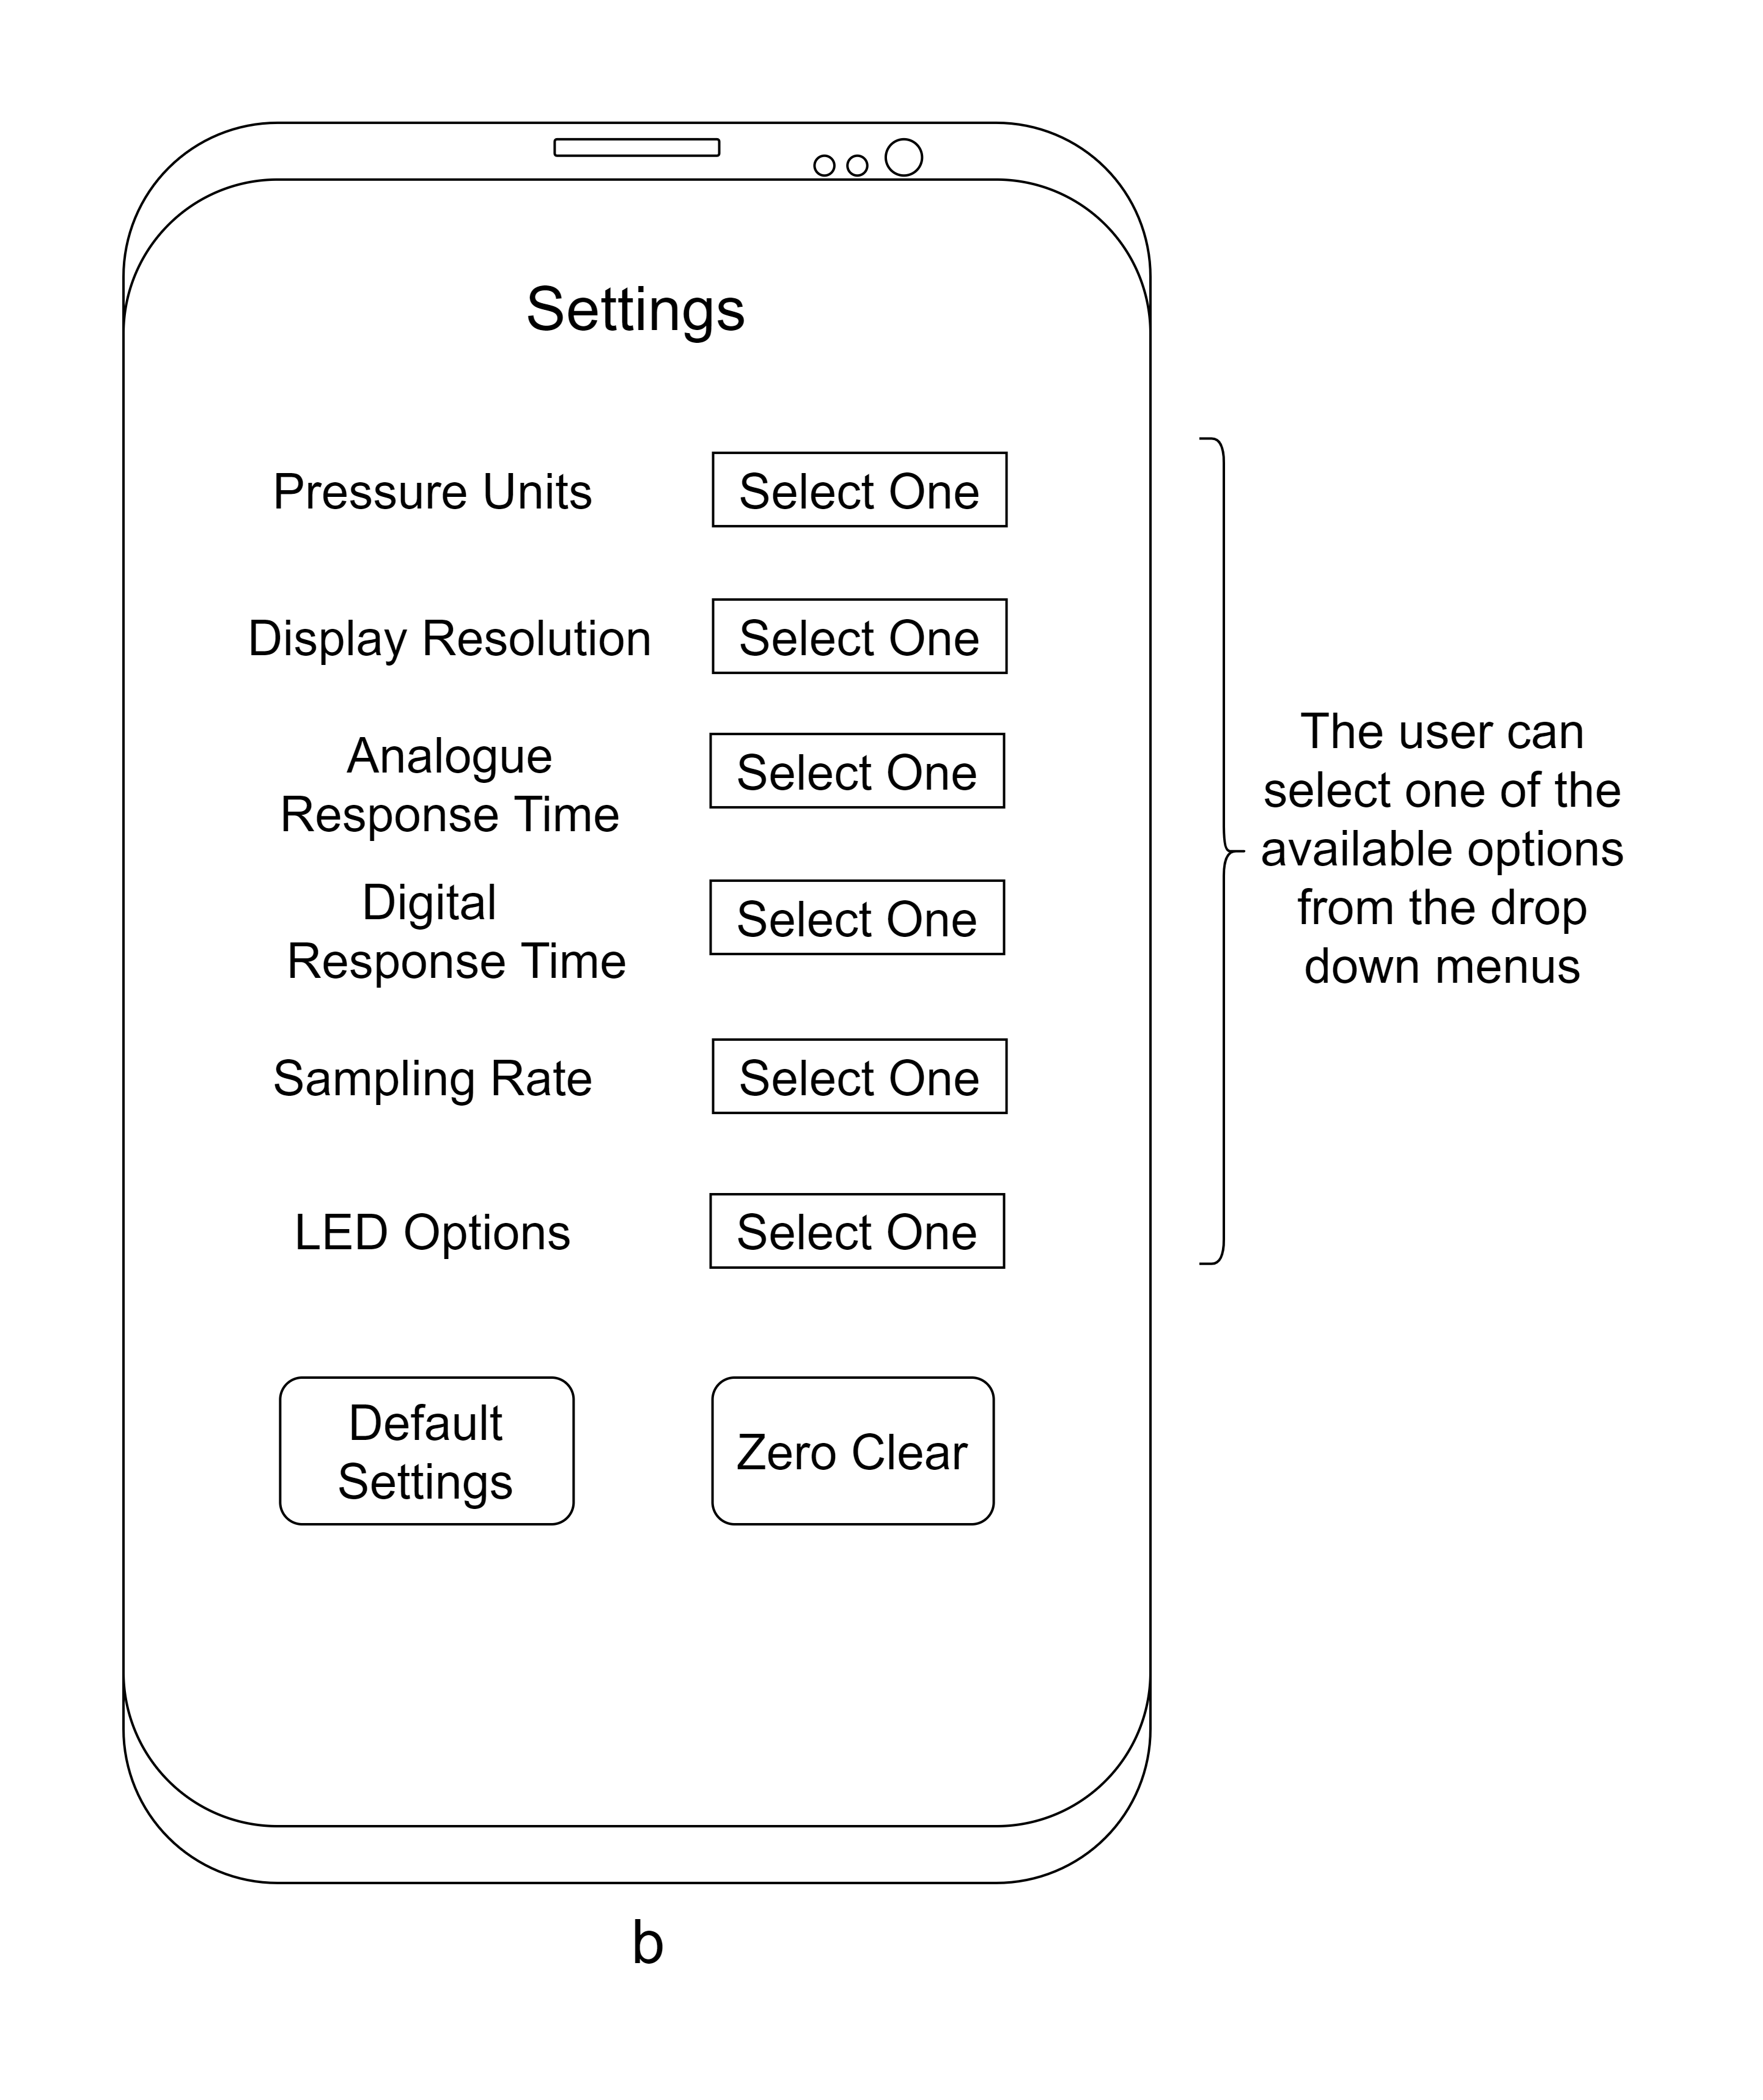 Settings
Pressure Units
Select One
Display Resolution
Select One
Analogue
Response Time
Select One
Digital
Response Time
Select One
Sampling Rate
Select One
LED Options
Select One
Default
Settings
Zero Clear
The user can
select one of the
available options
from the drop
down menus
b